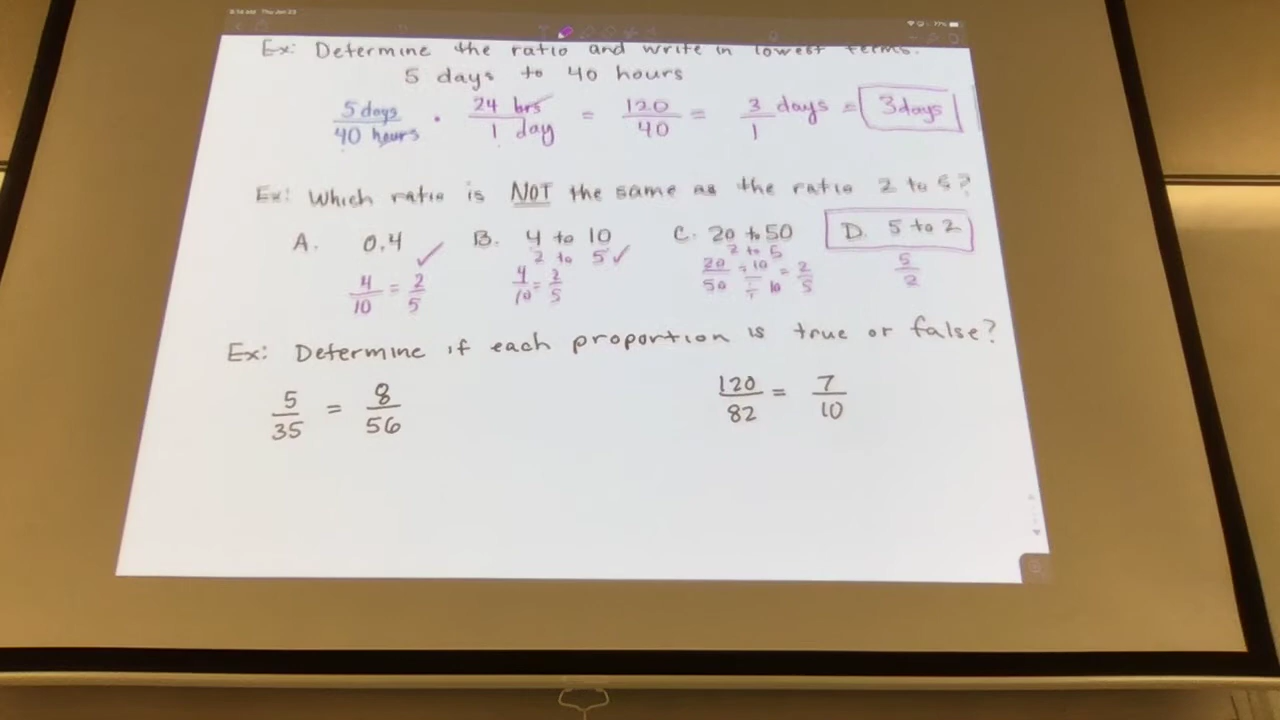 Thu Jan 23
77%
Ex: Determine the ratio and write in lowest terms.
5 days to 40 hours
5 days/40 hours · 24 hrs/1 day = 120/40 = 3/1 days = 3 days
Ex: Which ratio is NOT the same as the ratio 2 to 5?
A. 0.4 ✓ B. 4 to 10 C. 20 to 50 D. 5 to 2
2 to 5 ✓ 2 to 5
4/10 = 2/5 4/10 = 2/5 20/50 ÷ 10/10 = 2/5 5/2
Ex: Determine if each proportion is true or false?
5/35 = 8/56 120/82 = 7/10